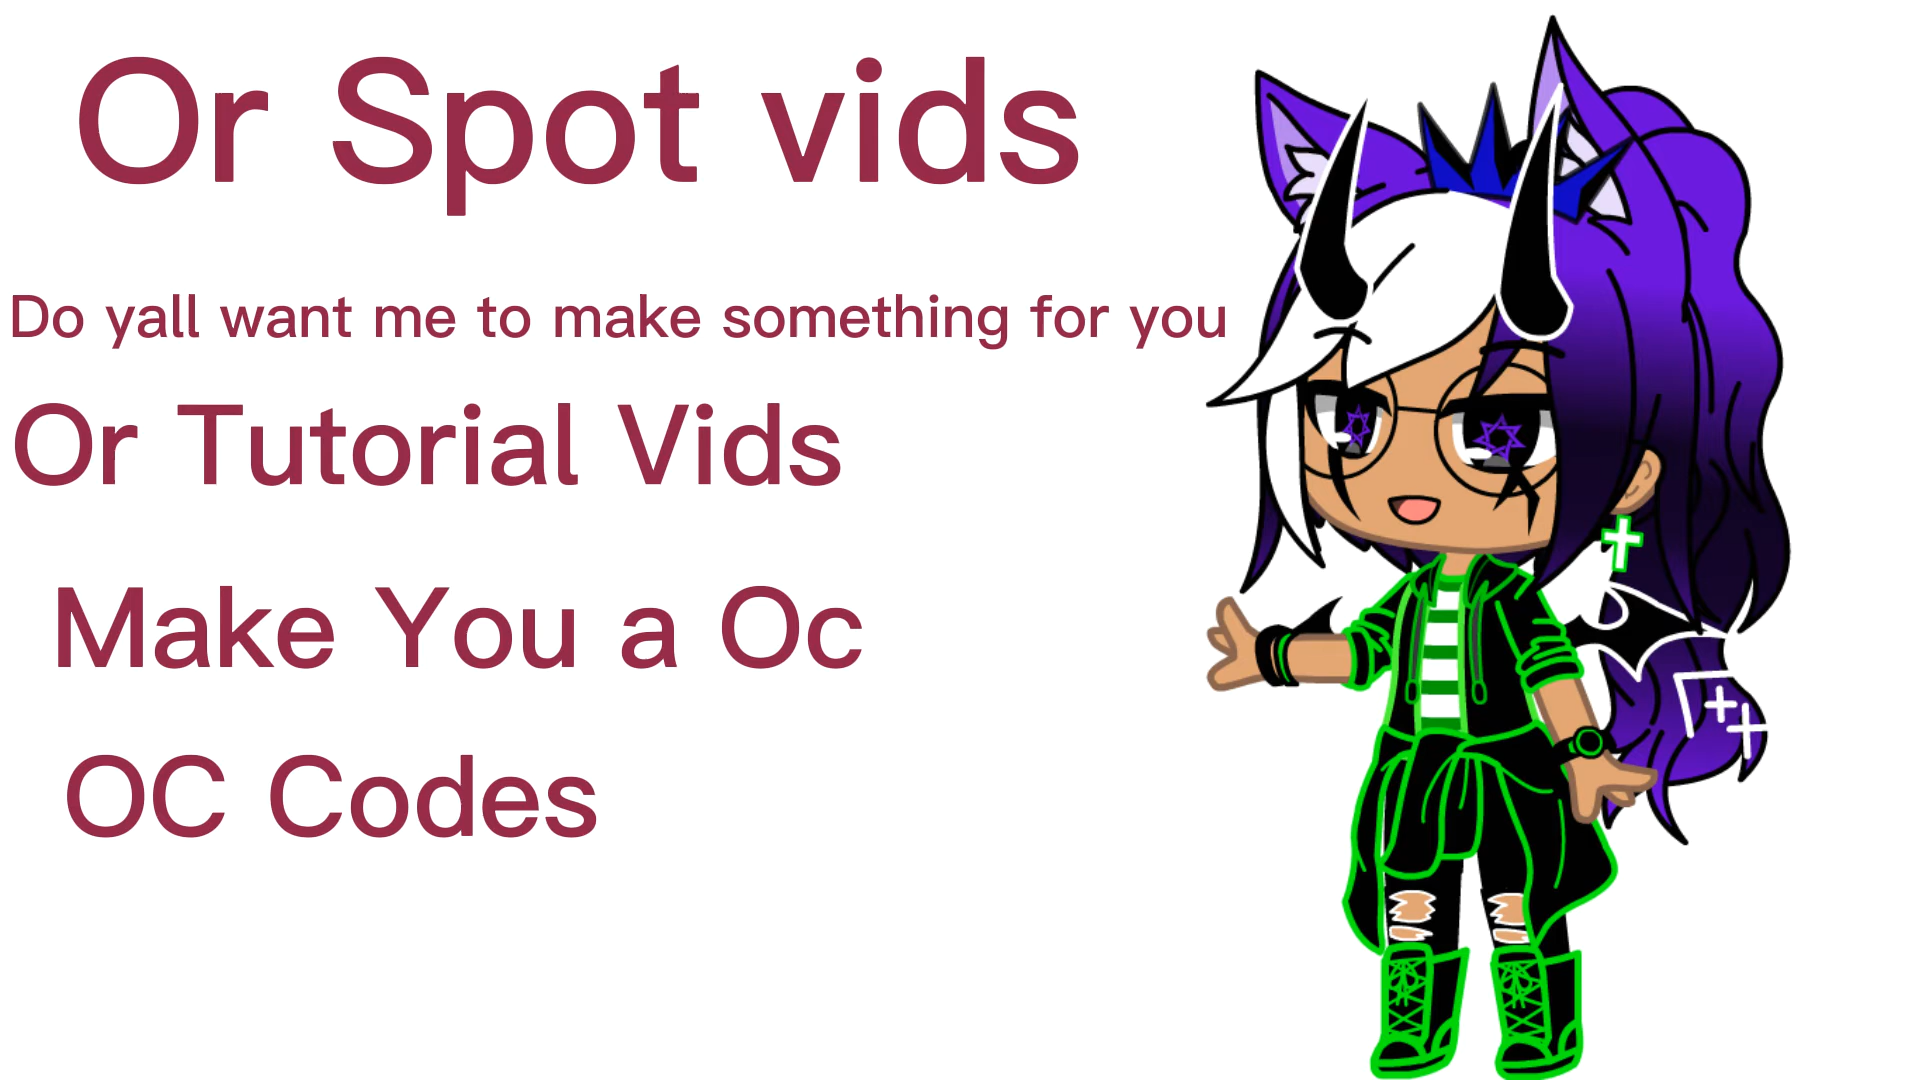 Or Spot vids
Do yall want me to make something for you
Or Tutorial Vids
Make You a Oc
OC Codes